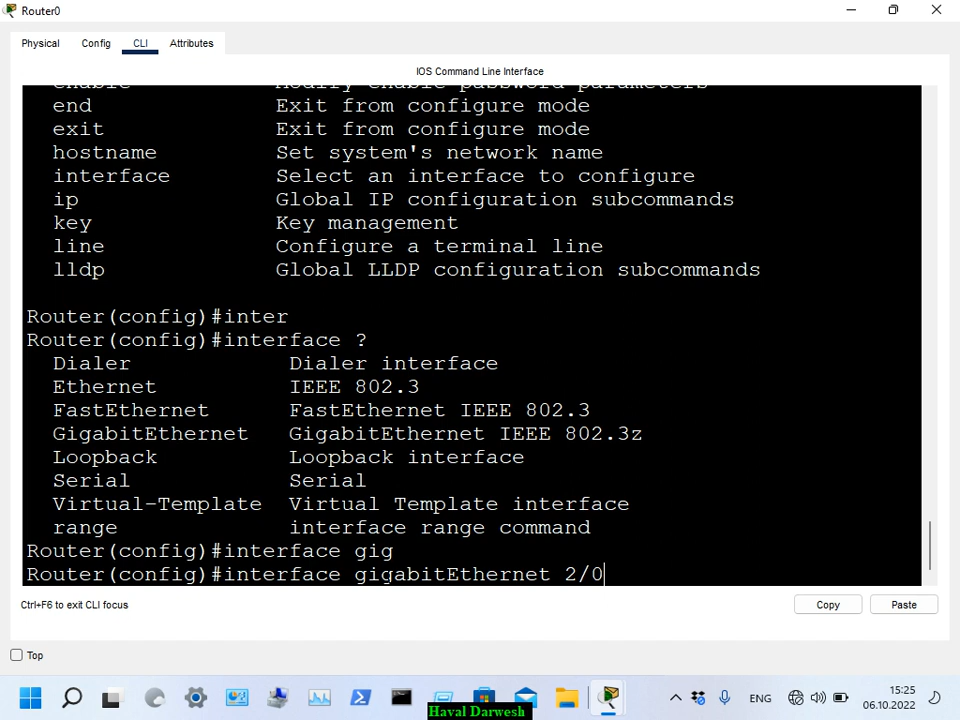 Router0
Physical Config CLI Attributes
IOS Command Line Interface
enable Modify enable password parameters
end Exit from configure mode
exit Exit from configure mode
hostname Set system's network name
interface Select an interface to configure
ip Global IP configuration subcommands
key Key management
line Configure a terminal line
lldp Global LLDP configuration subcommands
Router(config)#inter
Router(config)#interface ?
Dialer Dialer interface
Ethernet IEEE 802.3
FastEthernet FastEthernet IEEE 802.3
GigabitEthernet GigabitEthernet IEEE 802.3z
Loopback Loopback interface
Serial Serial
Virtual-Template Virtual Template interface
range interface range command
Router(config)#interface gig
Router(config)#interface gigabitEthernet 2/0
Ctrl+F6 to exit CLI focus
Copy Paste
Top
ENG
15:25
06.10.2022
Haval Darwesh